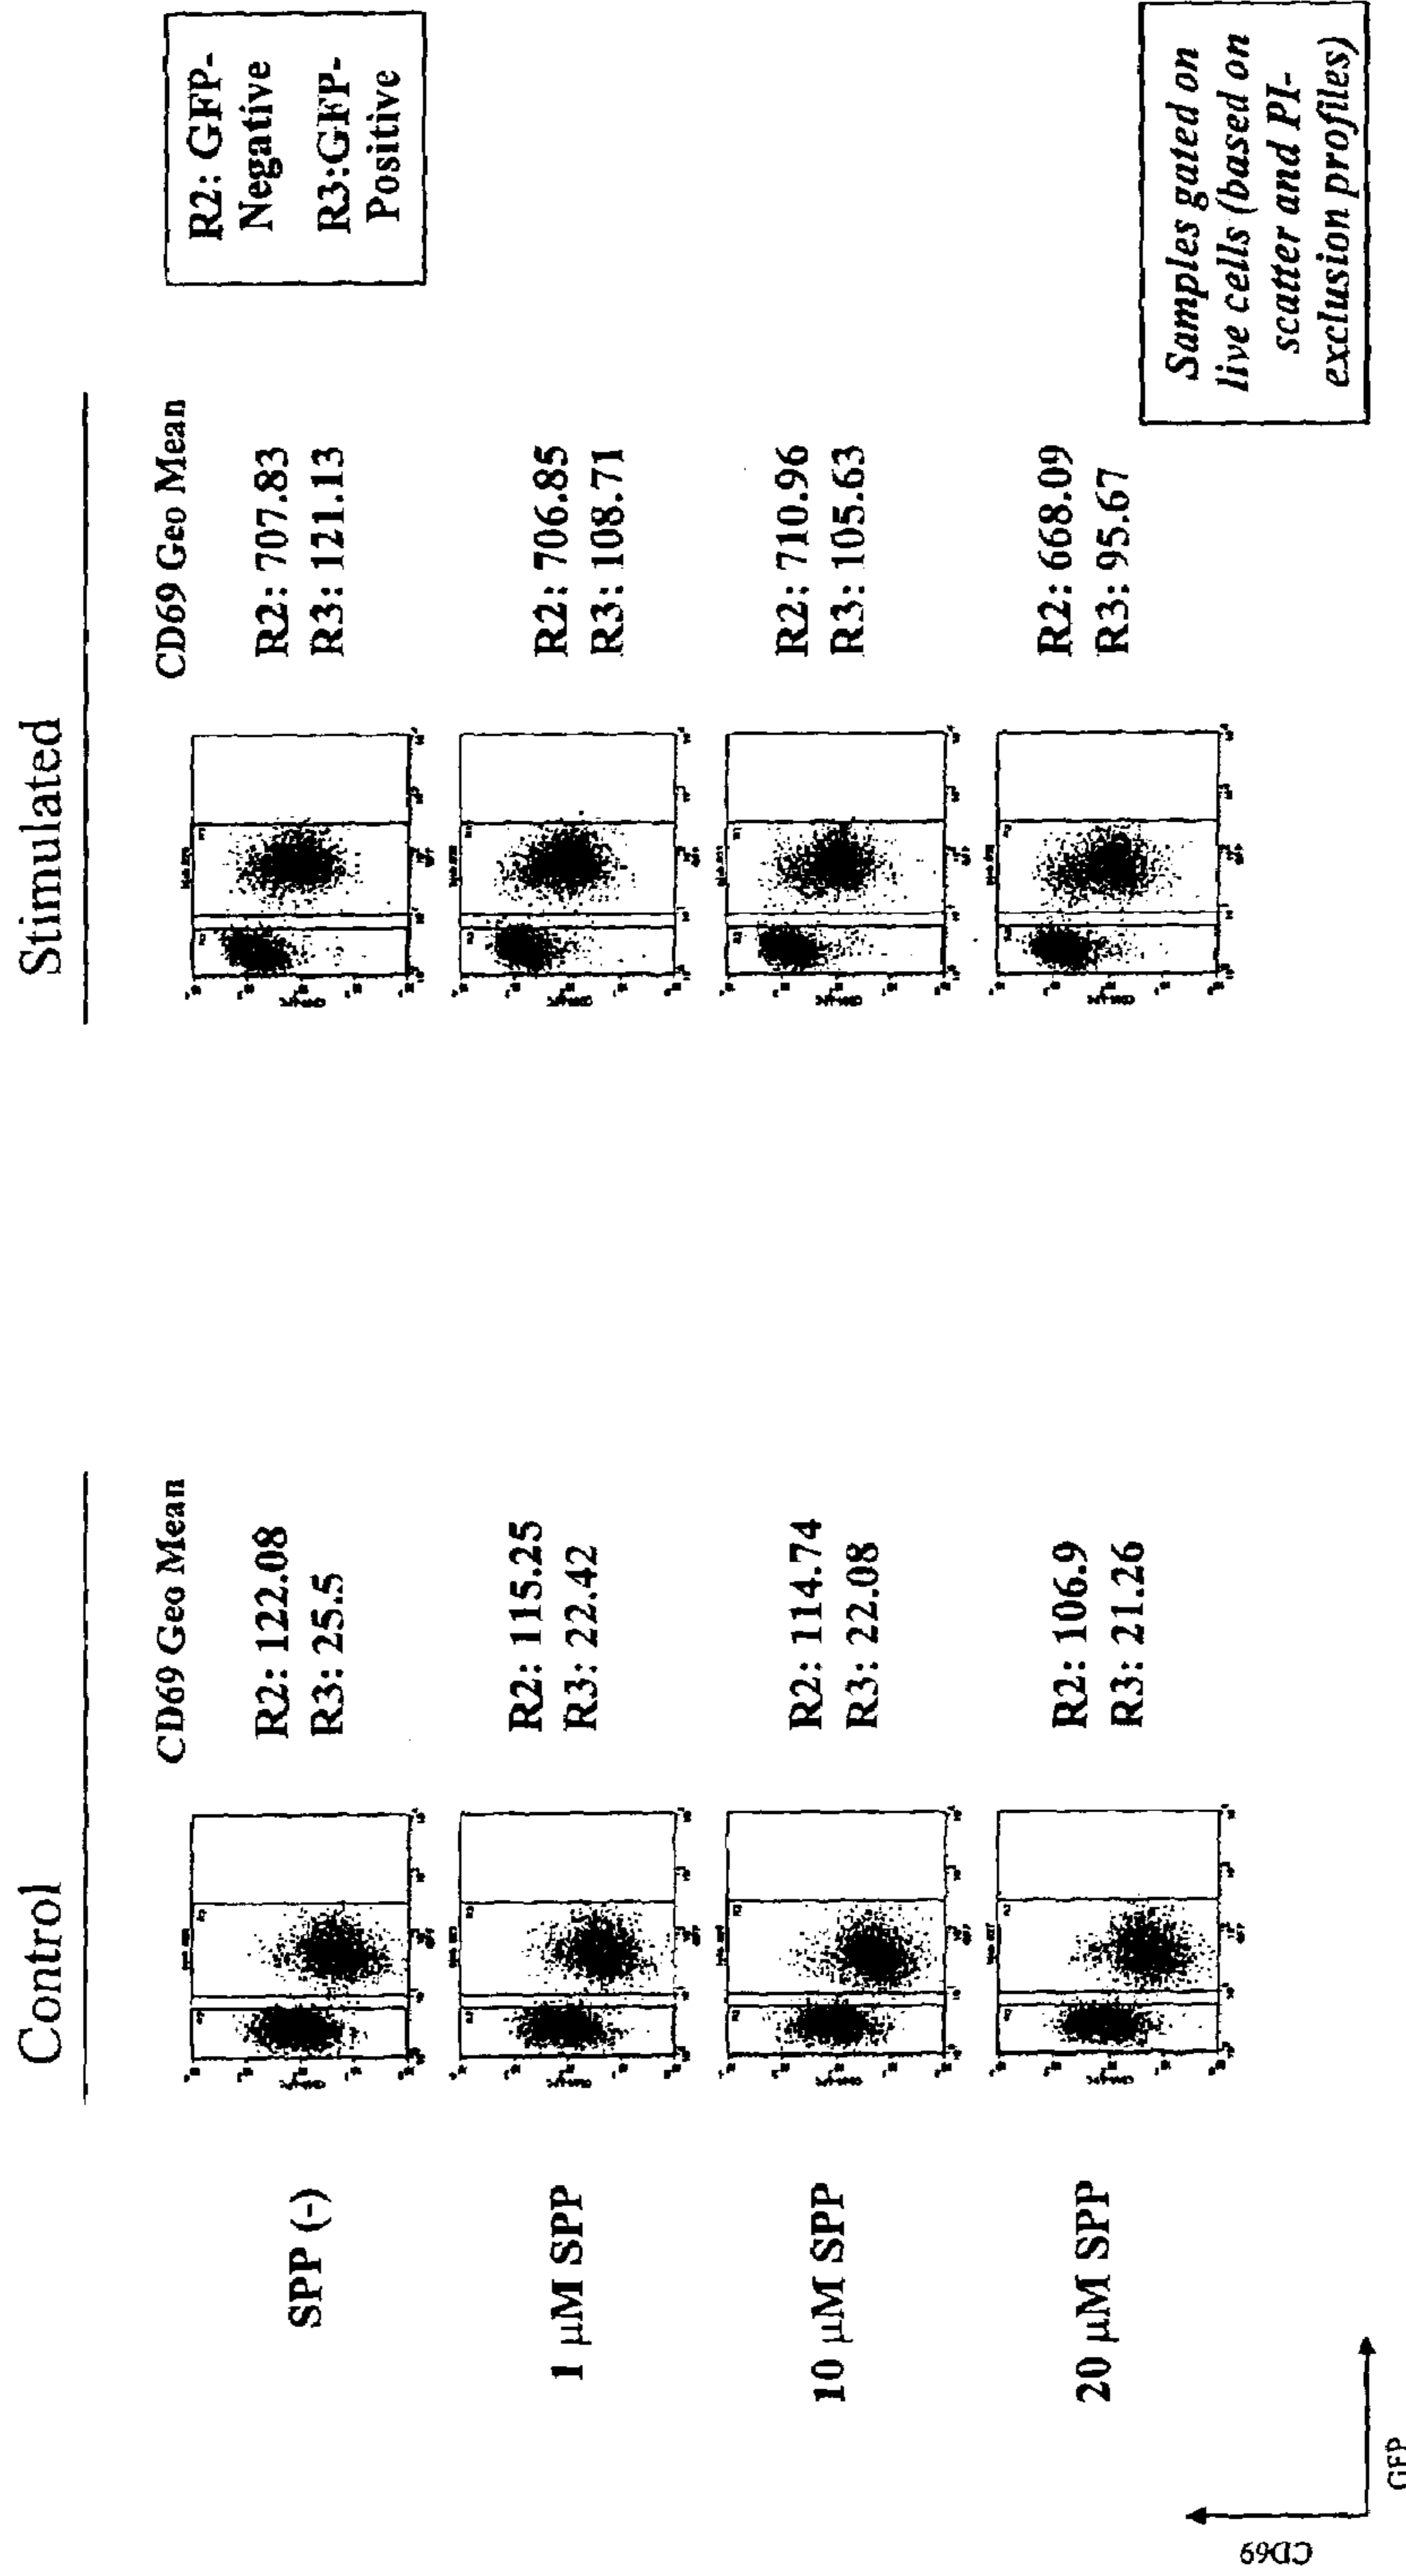 Control
Stimulated
CD69 Geo Mean
CD69 Geo Mean
R2: GFP-
Negative
R3:GFP-
Positive
SPP (-)
R2: 122.08
R3: 25.5
R2: 707.83
R3: 121.13
1 µM SPP
R2: 115.25
R3: 22.42
R2: 706.85
R3: 108.71
10 µM SPP
R2: 114.74
R3: 22.08
R2: 710.96
R3: 105.63
20 µM SPP
R2: 106.9
R3: 21.26
R2: 668.09
R3: 95.67
Samples gated on
live cells (based on
scatter and PI-
exclusion profiles)
CD69
GFP